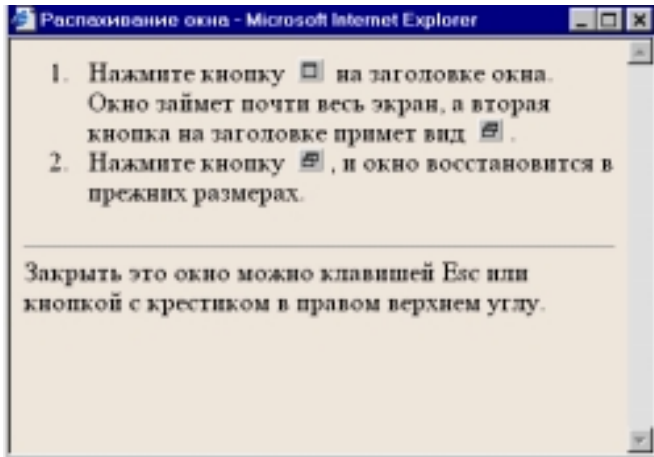 Распахивание окна - Microsoft Internet Explorer
1. Нажмите кнопку на заголовке окна.
Окно займет почти весь экран, а вторая
кнопка на заголовке примет вид .
2. Нажмите кнопку , и окно восстановится в
прежних размерах.
Закрыть это окно можно клавишей Esc или
кнопкой с крестиком в правом верхнем углу.